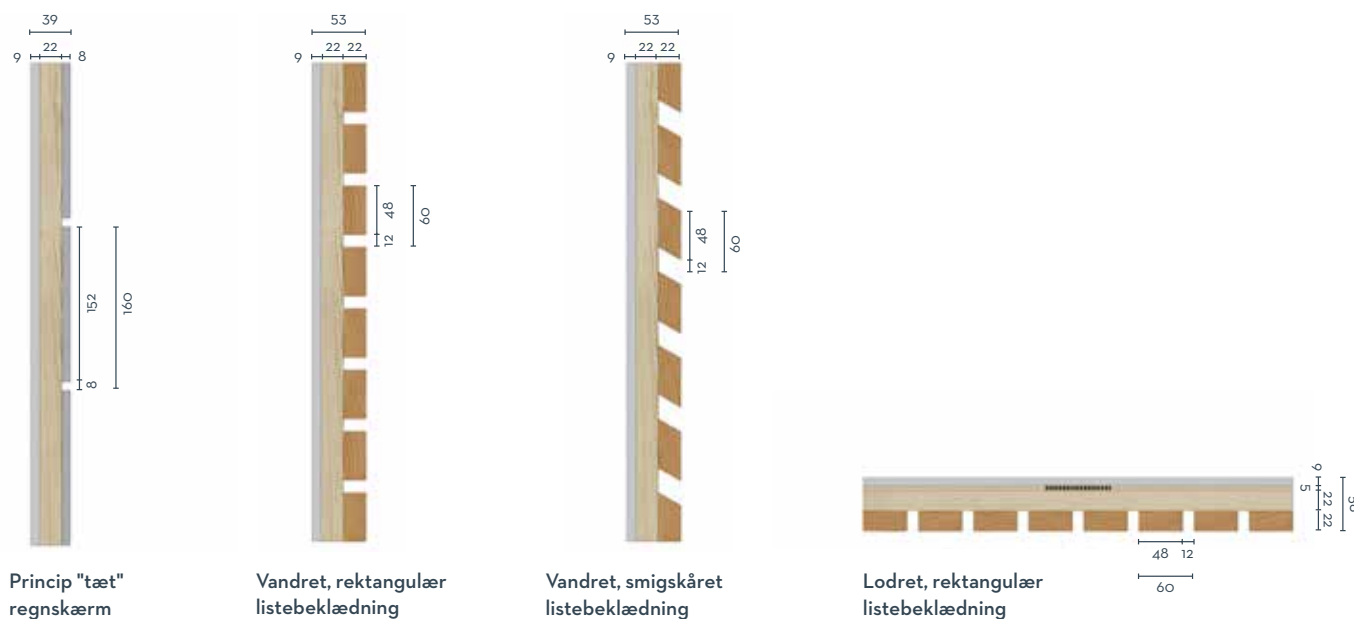 39
9 22 8
152
160
8
Princip "tæt"
regnskærm
53
9 22 22
48
60
12
Vandret, rektangulær
listebeklædning
53
9 22 22
48
60
12
Vandret, smigskåret
listebeklædning
9
5
22
22
48 12
60
Lodret, rektangulær
listebeklædning